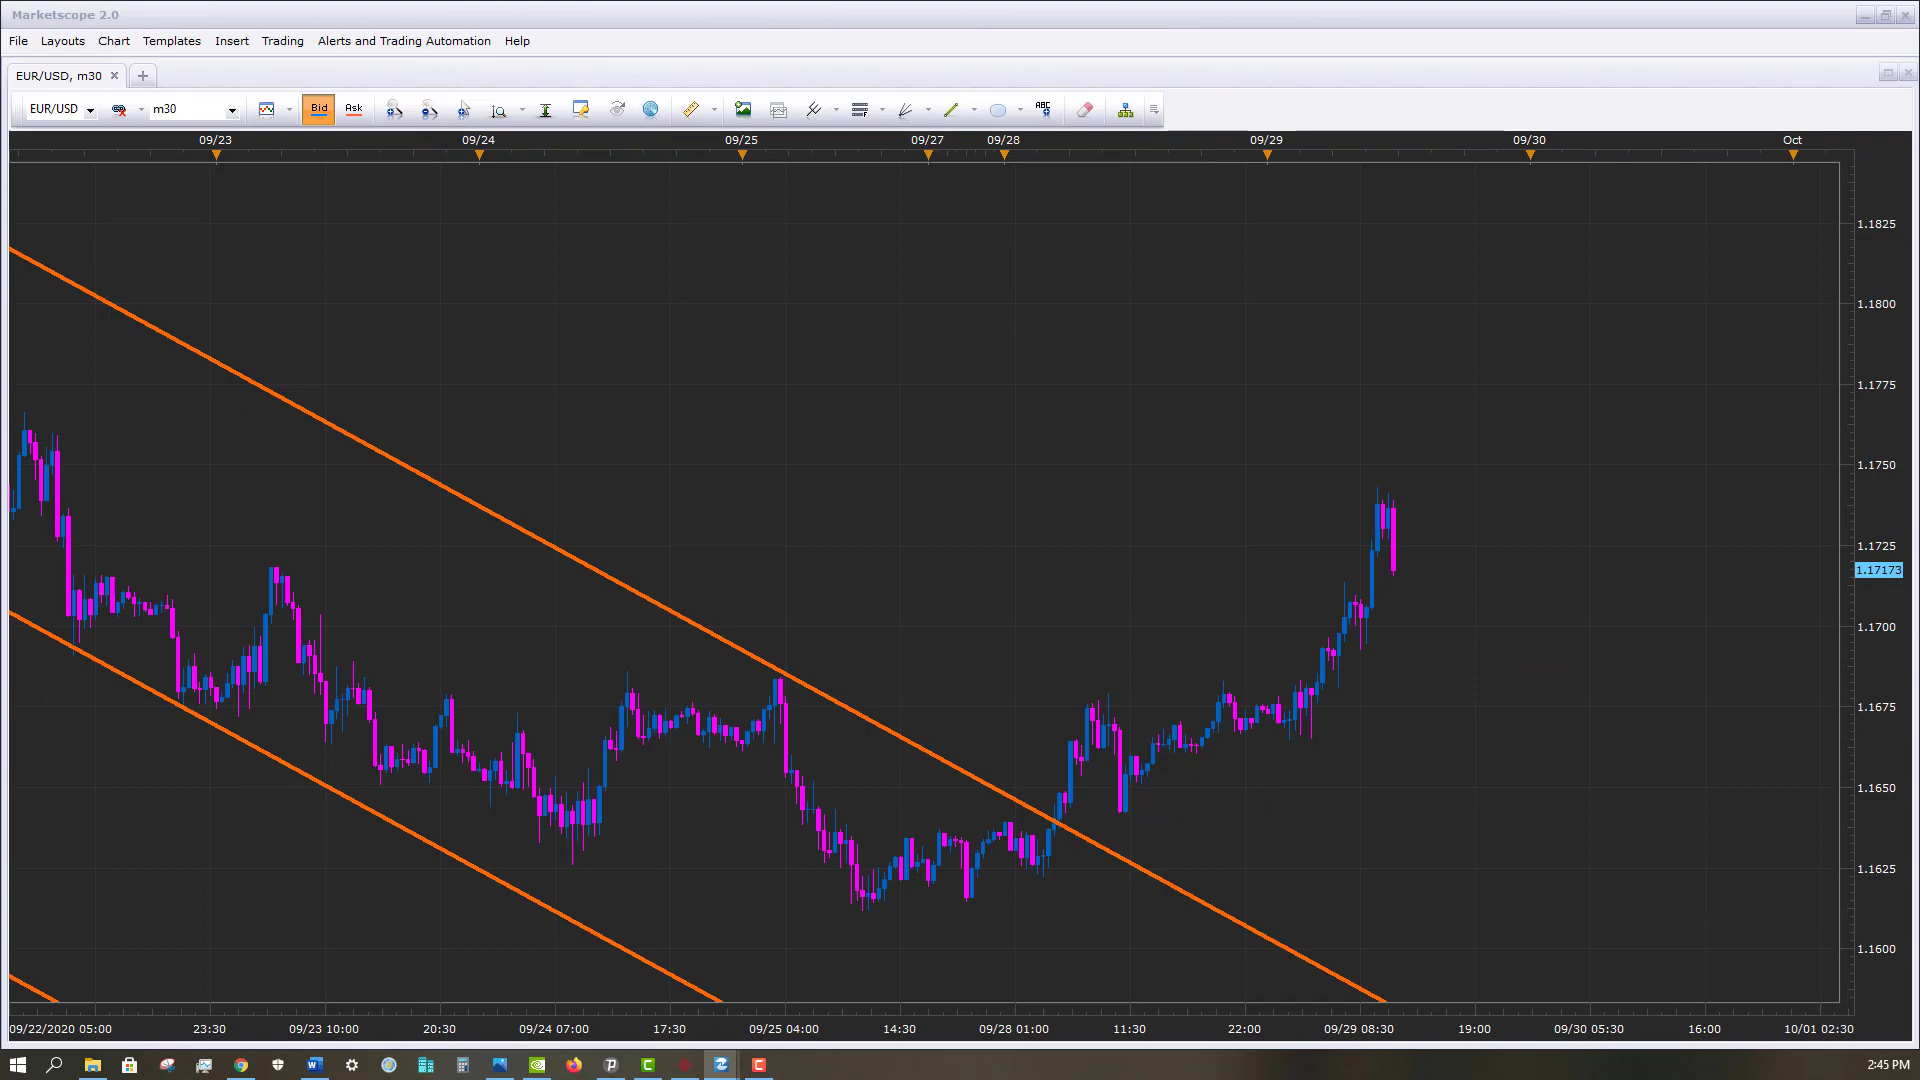 Marketscope 2.0
File Layouts Chart Templates Insert Trading Alerts and Trading Automation Help
EUR/USD, m30
EUR/USD m30 Bid Ask ABC
09/23 09/24 09/25 09/27 09/28 09/29 09/30 Oct
1.1825
1.1800
1.1775
1.1750
1.1725
1.17173
1.1700
1.1675
1.1650
1.1625
1.1600
09/22/2020 05:00 23:30 09/23 10:00 20:30 09/24 07:00 17:30 09/25 04:00 14:30 09/28 01:00 11:30 22:00 09/29 08:30 19:00 09/30 05:30 16:00 10/01 02:30
2:45 PM